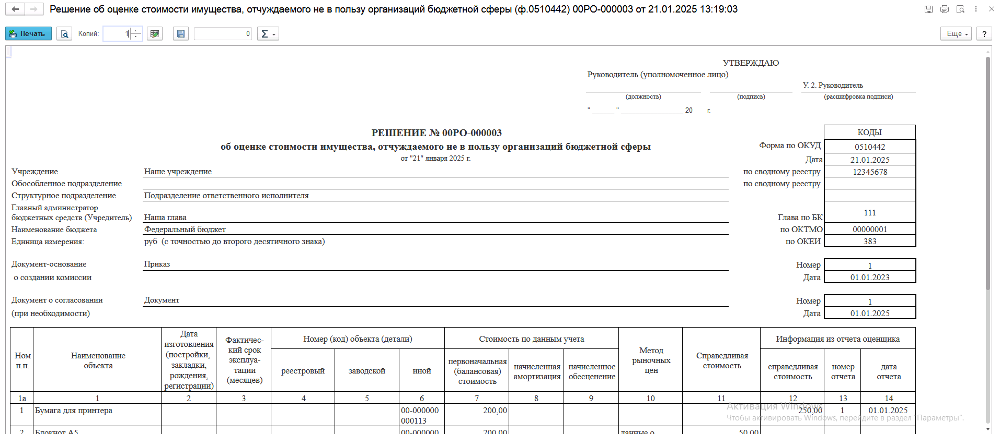 Решение об оценке стоимости имущества, отчуждаемого не в пользу организаций бюджетной сферы (ф.0510442) 00РО-000003 от 21.01.2025 13:19:03
Печать Копий: 1 0 Σ Еще ?
УТВЕРЖДАЮ
Руководитель (уполномоченное лицо)
У. 2. Руководитель
(должность) (подпись) (расшифровка подписи)
" ______ " _________________ 20 г.
РЕШЕНИЕ № 00РО-000003
об оценке стоимости имущества, отчуждаемого не в пользу организаций бюджетной сферы
от "21" января 2025 г.
КОДЫ
Форма по ОКУД 0510442
Дата 21.01.2025
Учреждение Наше учреждение по сводному реестру 12345678
Обособленное подразделение по сводному реестру
Структурное подразделение Подразделение ответственного исполнителя
Главный администратор
бюджетных средств (Учредитель) Наша глава Глава по БК 111
Наименование бюджета Федеральный бюджет по ОКТМО 00000001
Единица измерения: руб (с точностью до второго десятичного знака) по ОКЕИ 383
Документ-основание Приказ Номер 1
о создании комиссии Дата 01.01.2023
Документ о согласовании Документ Номер 1
(при необходимости) Дата 01.01.2025
Ном
п.п.
Наименование
объекта
Дата
изготовления
(постройки,
закладки,
рождения,
регистрации)
Фактичес-
кий срок
эксплуа-
тации
(месяцев)
Номер (код) объекта (детали)
реестровый заводской иной
Стоимость по данным учета
первоначальная
(балансовая)
стоимость
начисленная
амортизация
начисленное
обесценение
Метод
рыночных
цен
Справедливая
стоимость
Информация из отчета оценщика
справедливая
стоимость
номер
отчета
дата
отчета
1а 1 2 3 4 5 6 7 8 9 10 11 12 13 14
1 Бумага для принтера 00-000000 200,00 250,00 1 01.01.2025
000113
2 Блокнот А5 00-000000 200,00 данные о 50,00
Активация Windows
Чтобы активировать Windows, перейдите в раздел "Параметры".